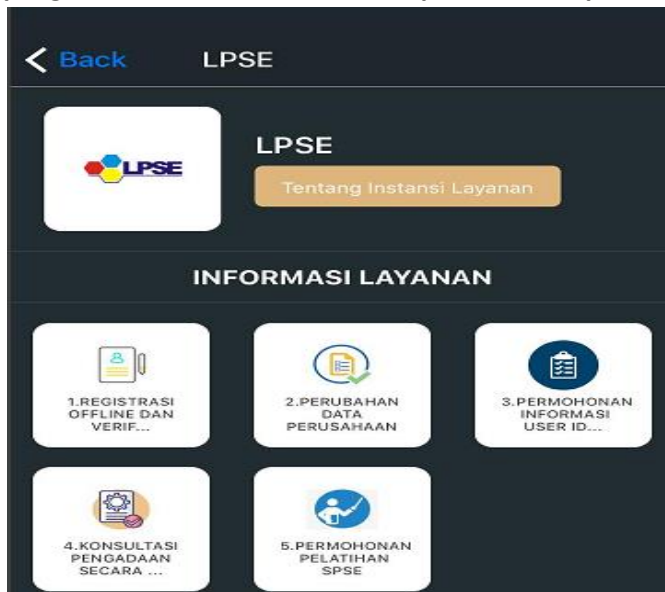 Back
LPSE
LPSE
LPSE
Tentang Instansi Layanan
INFORMASI LAYANAN
1.REGISTRASI
OFFLINE DAN
VERIF...
2.PERUBAHAN
DATA
PERUSAHAAN
3.PERMOHONAN
INFORMASI
USER ID...
4.KONSULTASI
PENGADAAN
SECARA ...
5.PERMOHONAN
PELATIHAN
SPSE